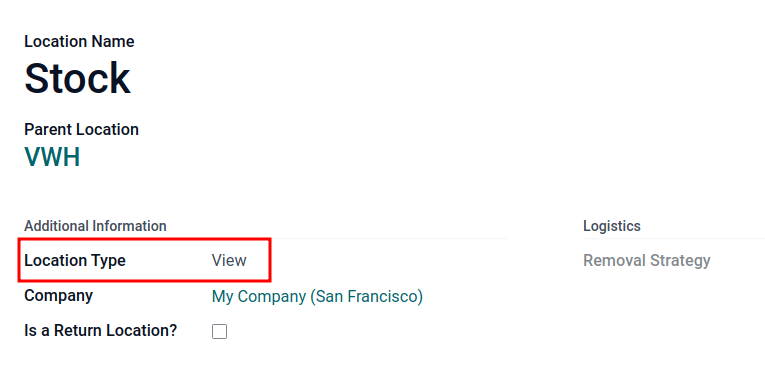 Location Name
Stock
Parent Location
VWH
Additional Information
Logistics
Location Type View
Removal Strategy
Company My Company (San Francisco)
Is a Return Location?